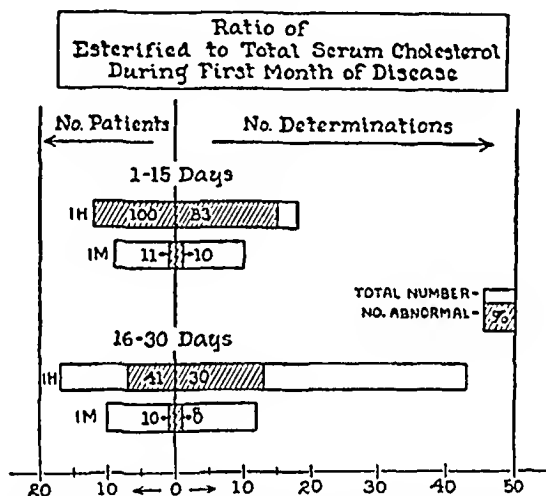 Ratio of
Esterified to Total Serum Cholesterol
During First Month of Disease
No. Patients
No. Determinations
1-15 Days
IH 100 83
IM 11 10
TOTAL NUMBER-
NO. ABNORMAL- %
16-30 Days
IH 41 30
IM 10 8
20 10 0 10 20 30 40 50